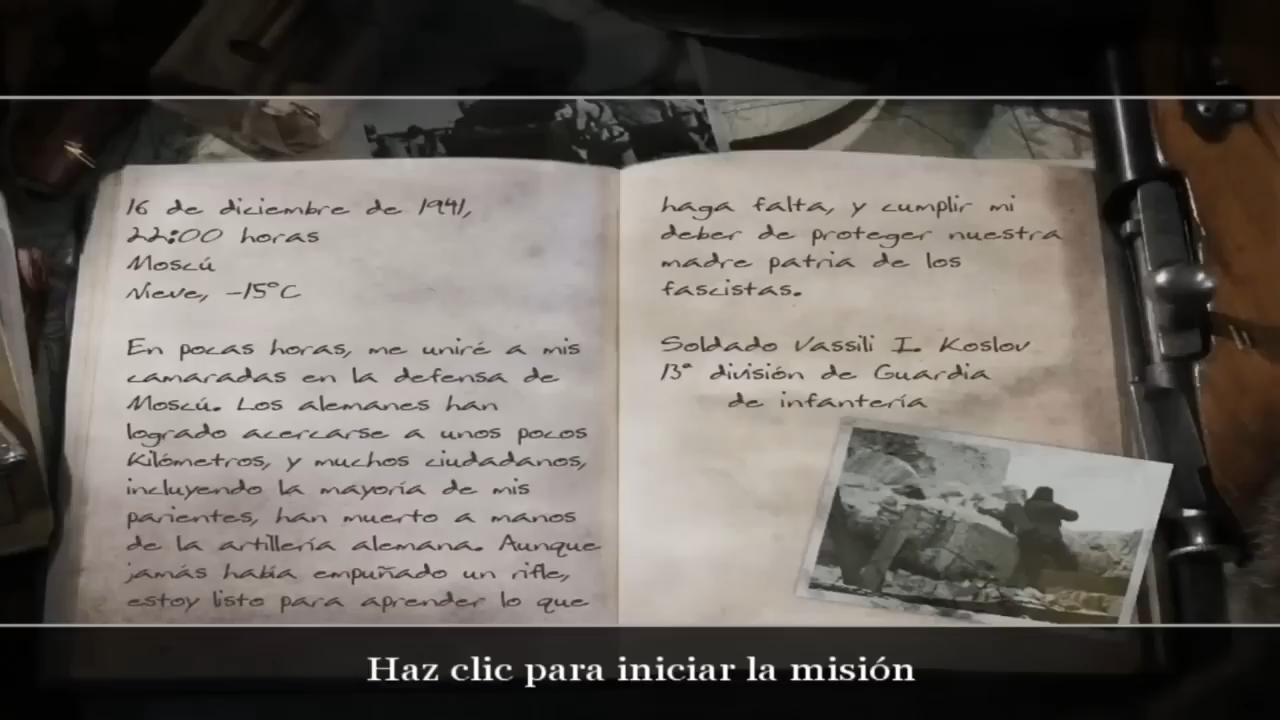 16 de diciembre de 1941,
22:00 horas
Moscú
Nieve, -15°C
En pocas horas, me uniré a mis
camaradas en la defensa de
Moscú. Los alemanes han
logrado acercarse a unos pocos
kilómetros, y muchos ciudadanos,
incluyendo la mayoría de mis
parientes, han muerto a manos
de la artillería alemana. Aunque
jamás había empuñado un rifle,
estoy listo para aprender lo que
haga falta, y cumplir mi
deber de proteger nuestra
madre patria de los
fascistas.
Soldado Vassili I. Koslov
13ª división de Guardia
de infantería
Haz clic para iniciar la misión